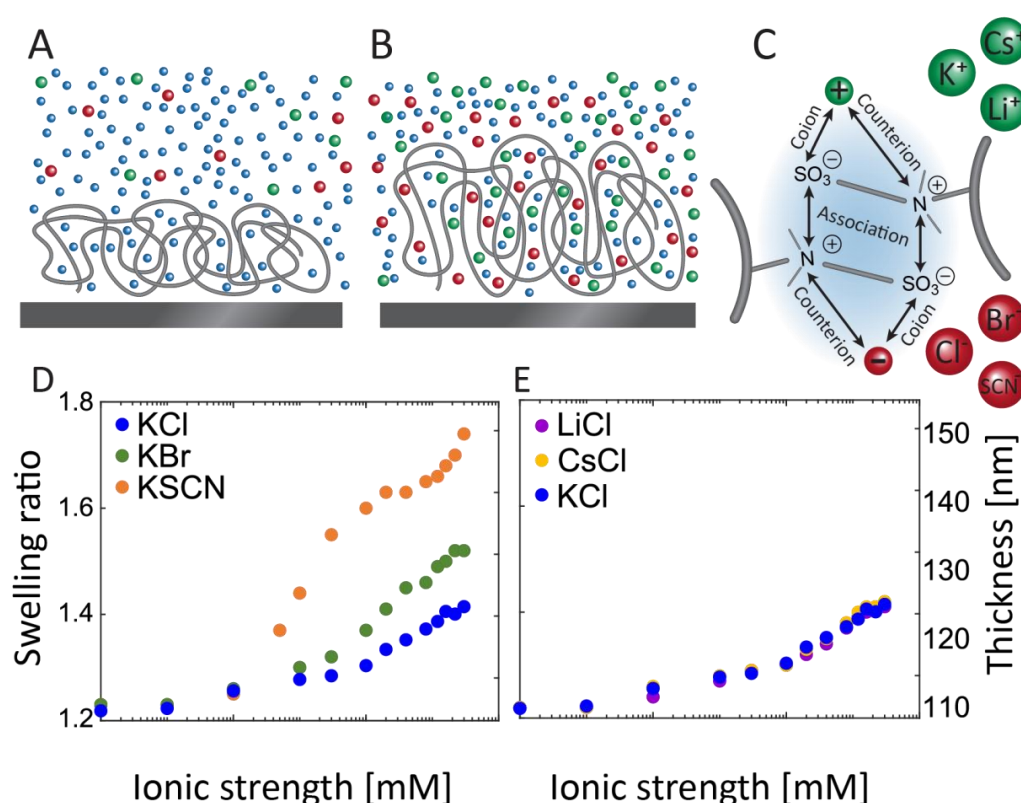 A
B
C
Cs⁺
K⁺
Li⁺
+
Coion
Counterion
SO₃ ⊖
N ⊕
Association
N ⊕
SO₃ ⊖
Counterion
Coion
−
Br⁻
Cl⁻
SCN⁻
D
1.8
KCl
KBr
KSCN
1.6
1.4
1.2
Swelling ratio
Ionic strength [mM]
E
LiCl
CsCl
KCl
150
140
130
120
110
Thickness [nm]
Ionic strength [mM]